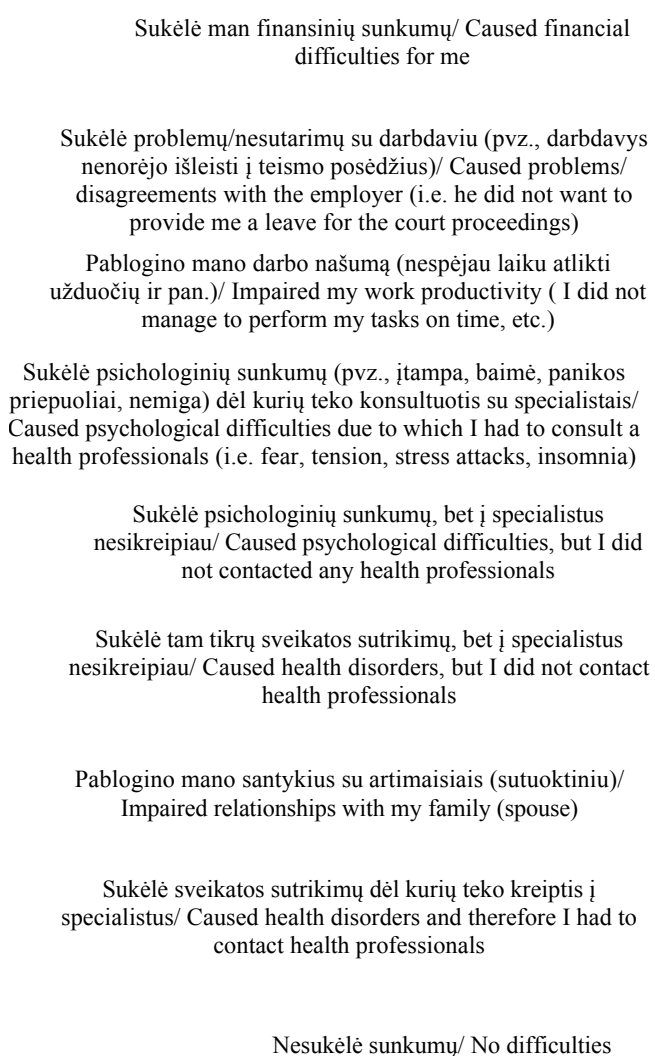 Sukėlė man finansinių sunkumų/ Caused financial
difficulties for me
Sukėlė problemų/nesutarimų su darbdaviu (pvz., darbdavys
nenorėjo išleisti į teismo posėdžius)/ Caused problems/
disagreements with the employer (i.e. he did not want to
provide me a leave for the court proceedings)
Pablogino mano darbo našumą (nespėjau laiku atlikti
užduočių ir pan.)/ Impaired my work productivity ( I did not
manage to perform my tasks on time, etc.)
Sukėlė psichologinių sunkumų (pvz., įtampa, baimė, panikos
priepuoliai, nemiga) dėl kurių teko konsultuotis su specialistais/
Caused psychological difficulties due to which I had to consult a
health professionals (i.e. fear, tension, stress attacks, insomnia)
Sukėlė psichologinių sunkumų, bet į specialistus
nesikreipiau/ Caused psychological difficulties, but I did
not contacted any health professionals
Sukėlė tam tikrų sveikatos sutrikimų, bet į specialistus
nesikreipiau/ Caused health disorders, but I did not contact
health professionals
Pablogino mano santykius su artimaisiais (sutuoktiniu)/
Impaired relationships with my family (spouse)
Sukėlė sveikatos sutrikimų dėl kurių teko kreiptis į
specialistus/ Caused health disorders and therefore I had to
contact health professionals
Nesukėlė sunkumų/ No difficulties